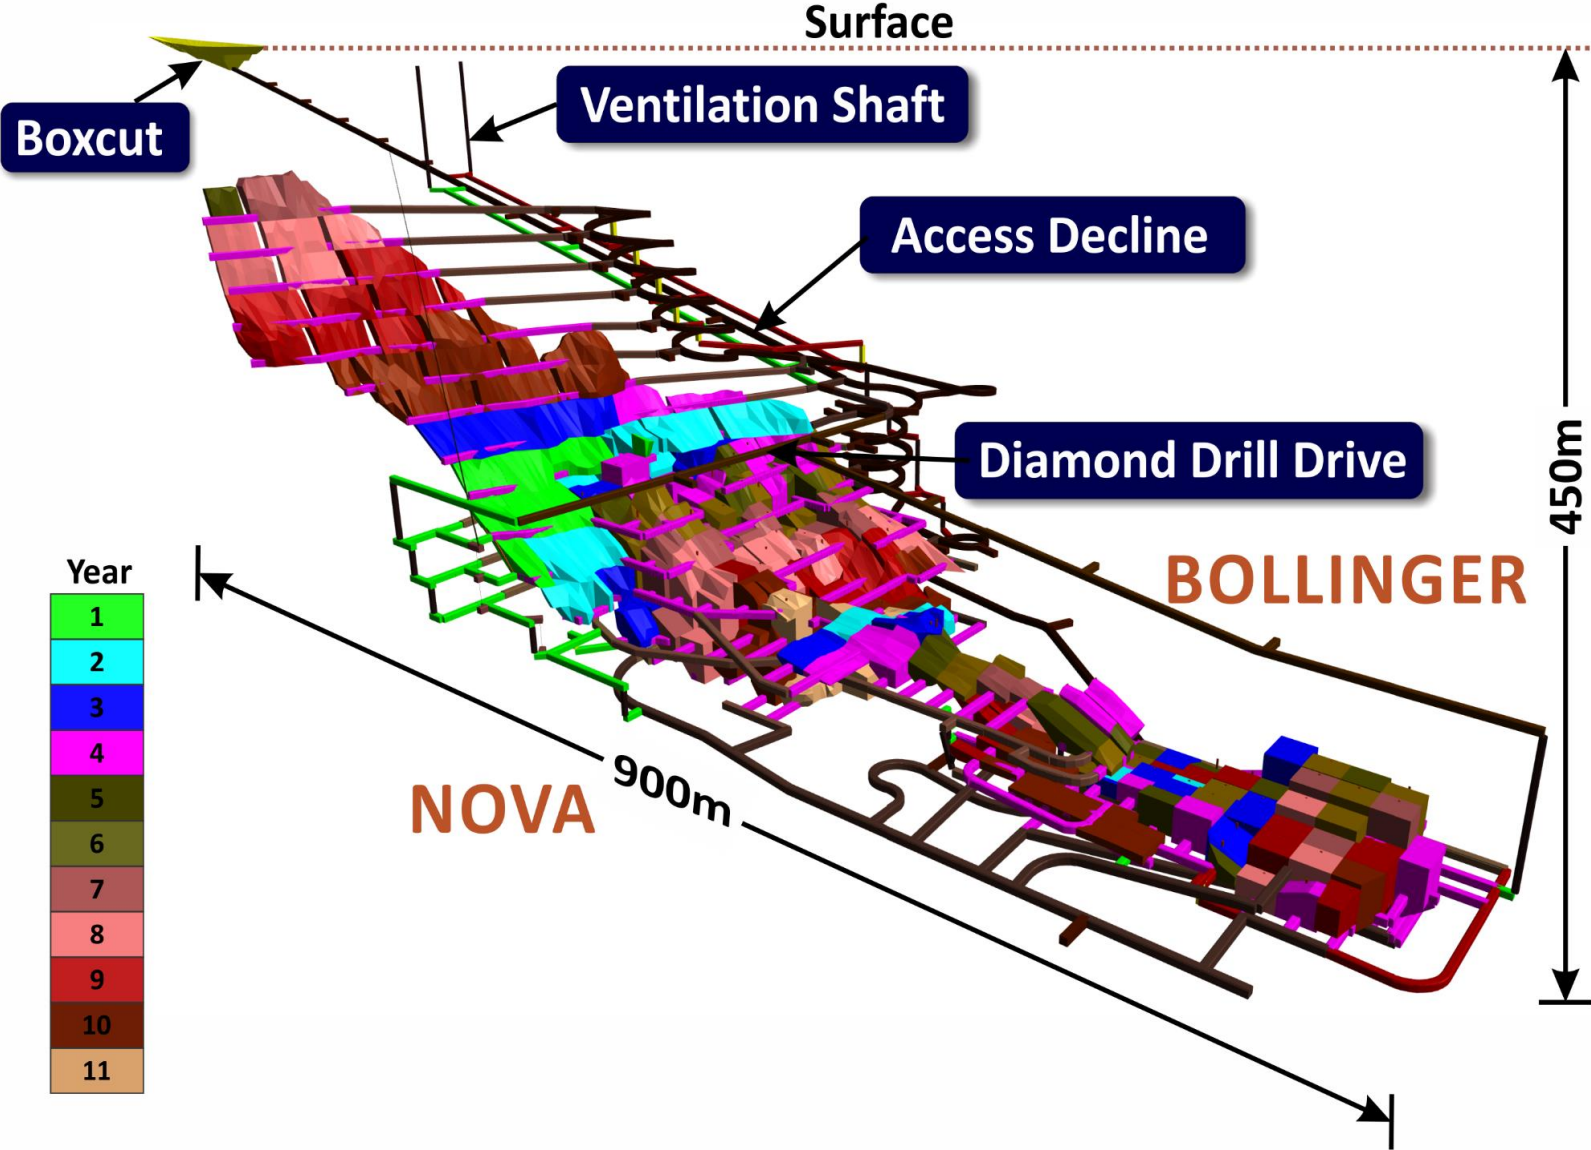 Surface
Boxcut
Ventilation Shaft
Access Decline
Diamond Drill Drive
450m
BOLLINGER
NOVA
900m
Year
1
2
3
4
5
6
7
8
9
10
11